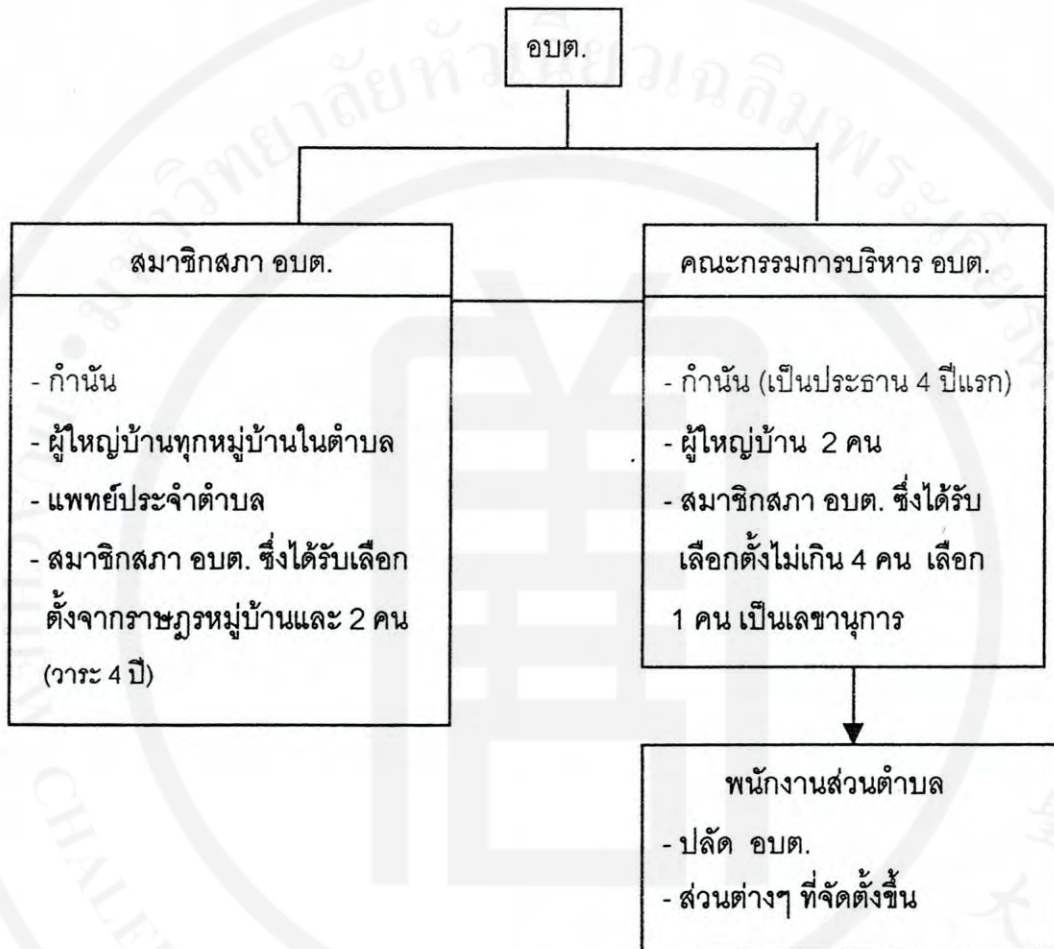 อบต.
สมาชิกสภา อบต.
- กำนัน
- ผู้ใหญ่บ้านทุกหมู่บ้านในตำบล
- แพทย์ประจำตำบล
- สมาชิกสภา อบต. ซึ่งได้รับเลือก
ตั้งจากราษฎรหมู่บ้านและ 2 คน
(วาระ 4 ปี)
คณะกรรมการบริหาร อบต.
- กำนัน (เป็นประธาน 4 ปีแรก)
- ผู้ใหญ่บ้าน 2 คน
- สมาชิกสภา อบต. ซึ่งได้รับ
เลือกตั้งไม่เกิน 4 คน เลือก
1 คน เป็นเลขานุการ
พนักงานส่วนตำบล
- ปลัด อบต.
- ส่วนต่างๆ ที่จัดตั้งขึ้น